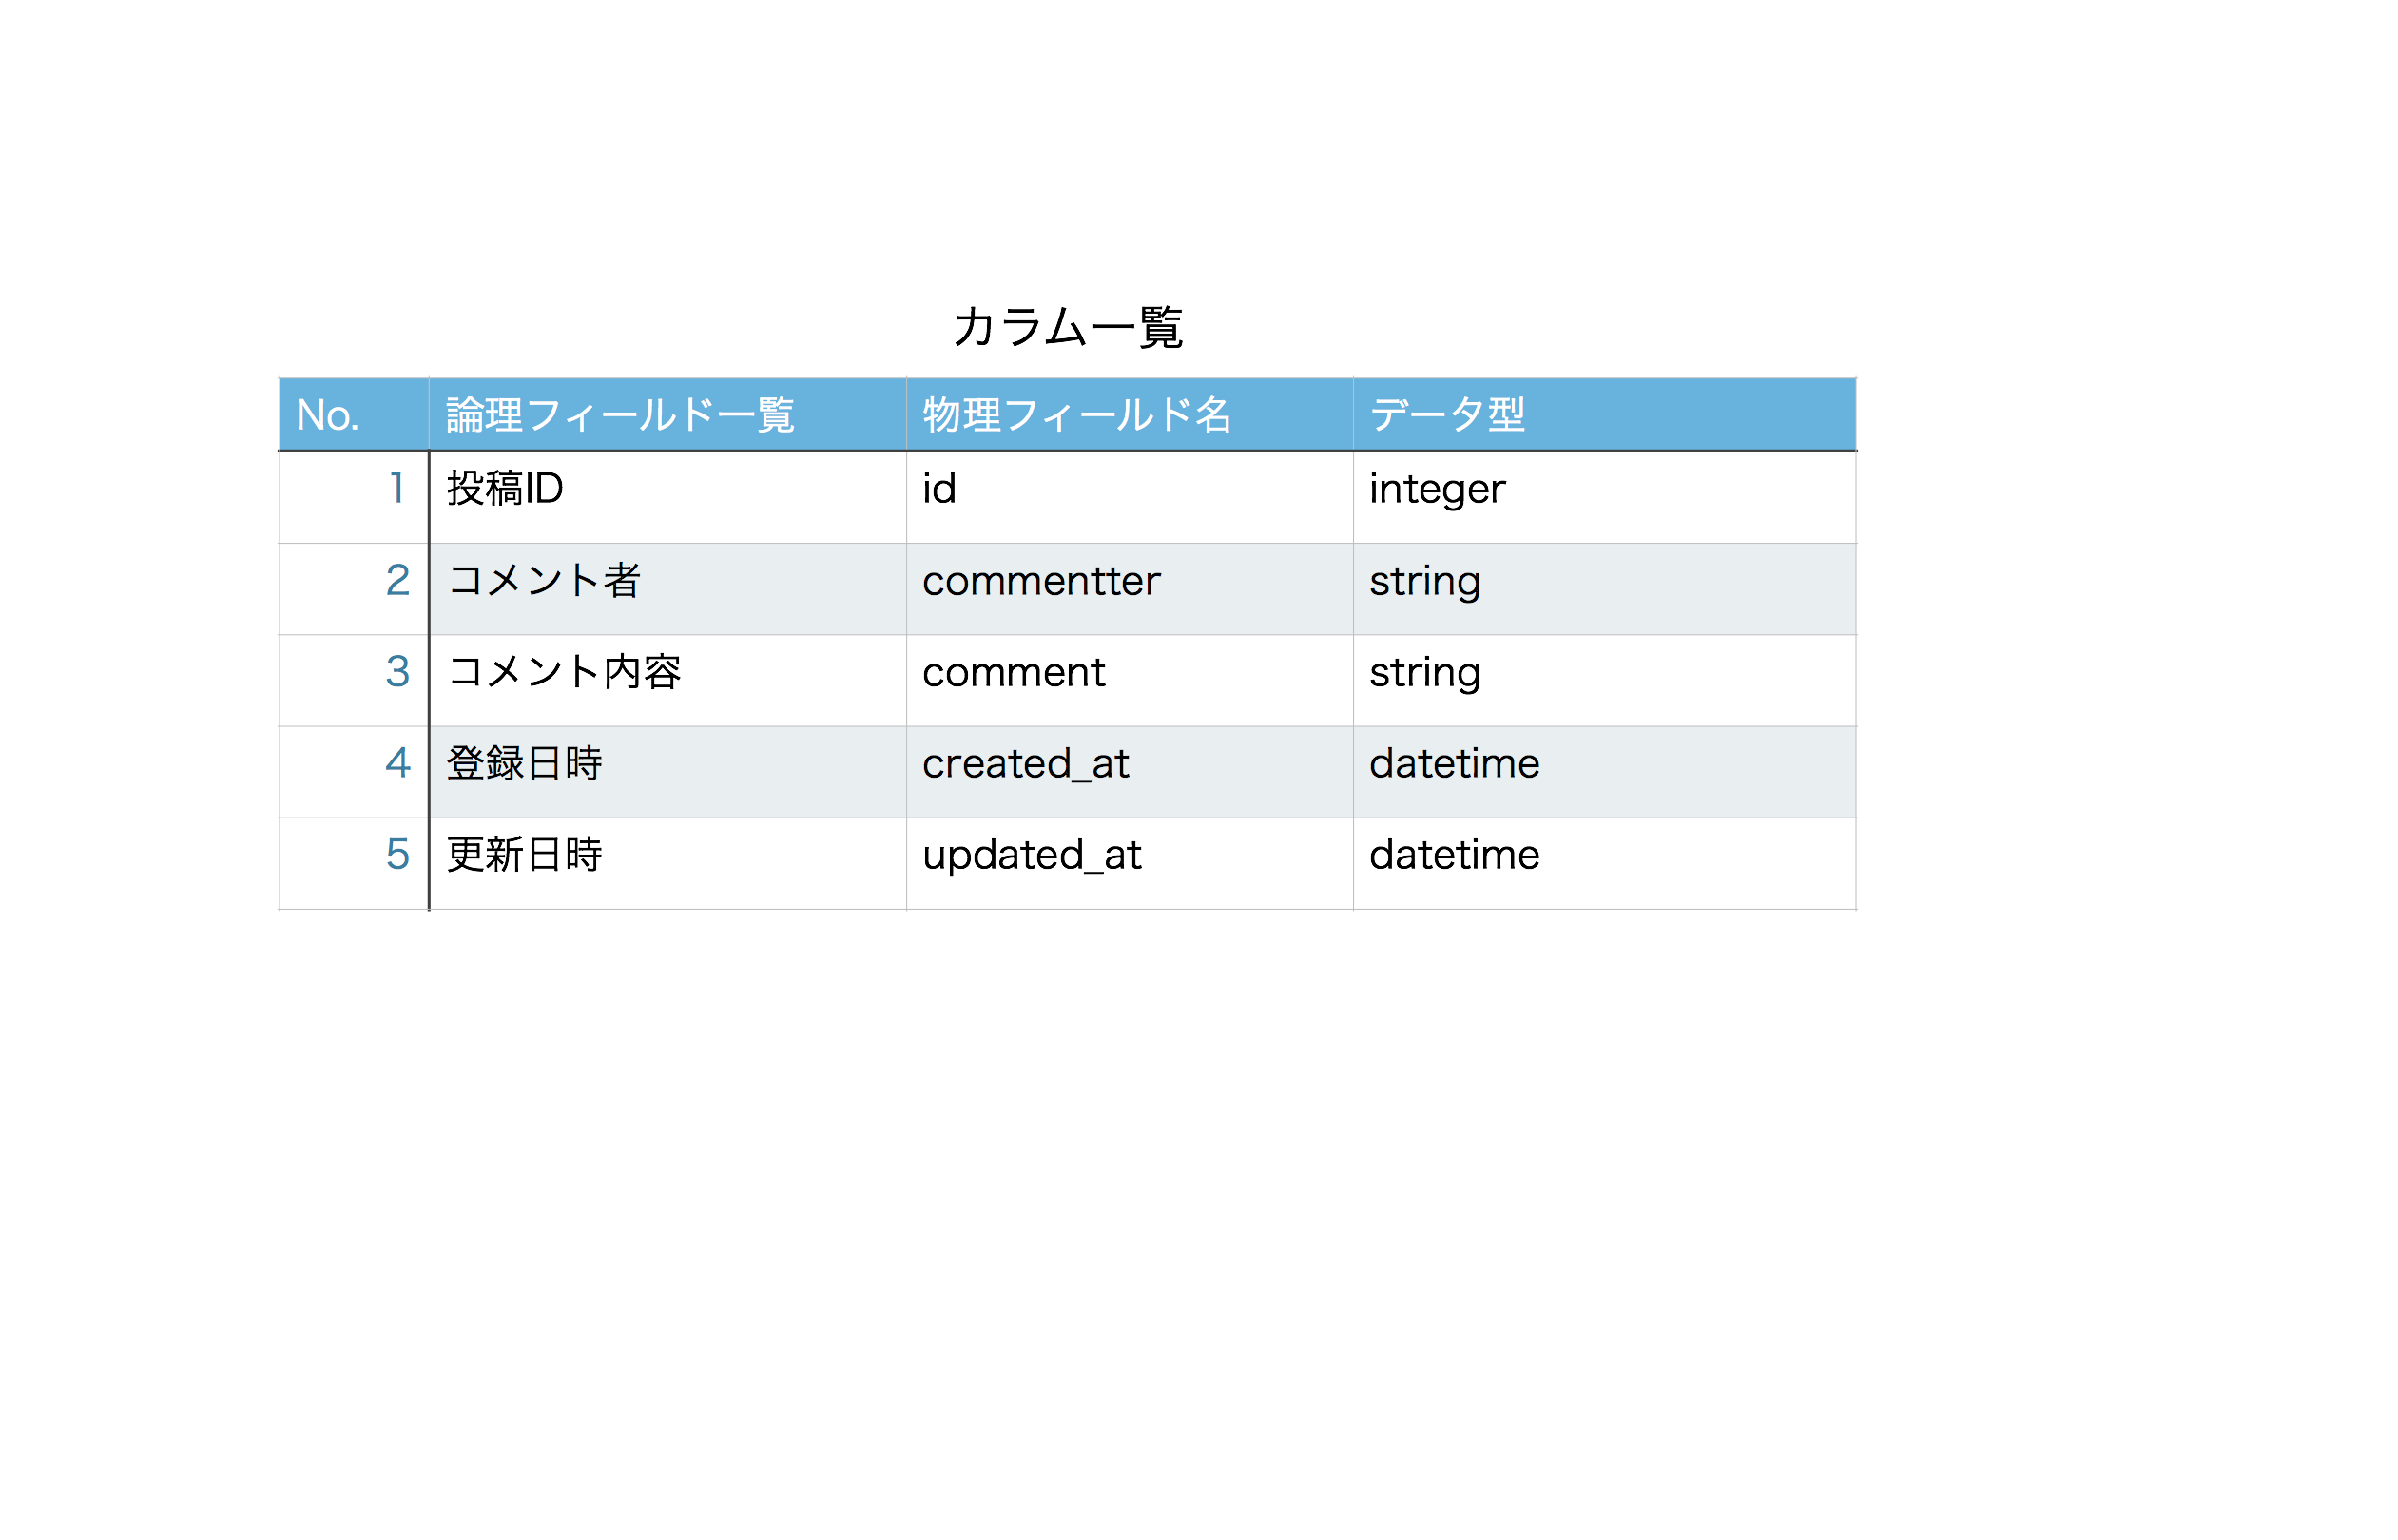 カラム一覧
No. 論理フィールド一覧 物理フィールド名 データ型
1 投稿ID id integer
2 コメント者 commentter string
3 コメント内容 comment string
4 登録日時 created_at datetime
5 更新日時 updated_at datetime